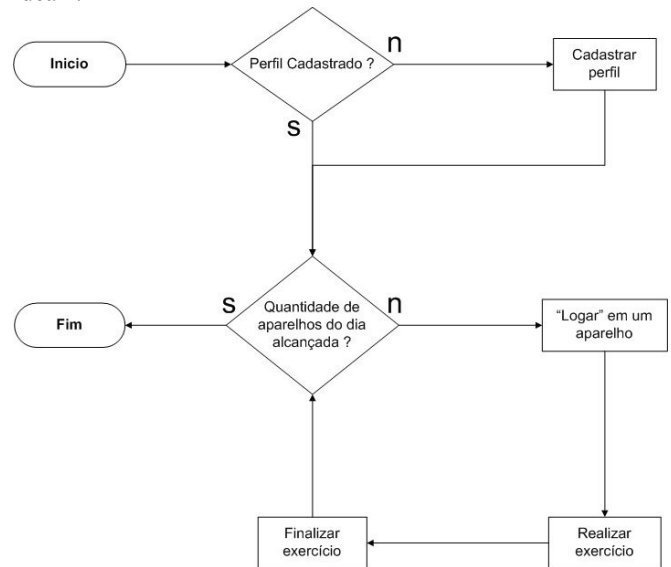 Inicio
Perfil Cadastrado ?
n
Cadastrar
perfil
s
s
Quantidade de
aparelhos do dia
alcançada ?
n
"Logar" em um
aparelho
Fim
Finalizar
exercício
Realizar
exercício